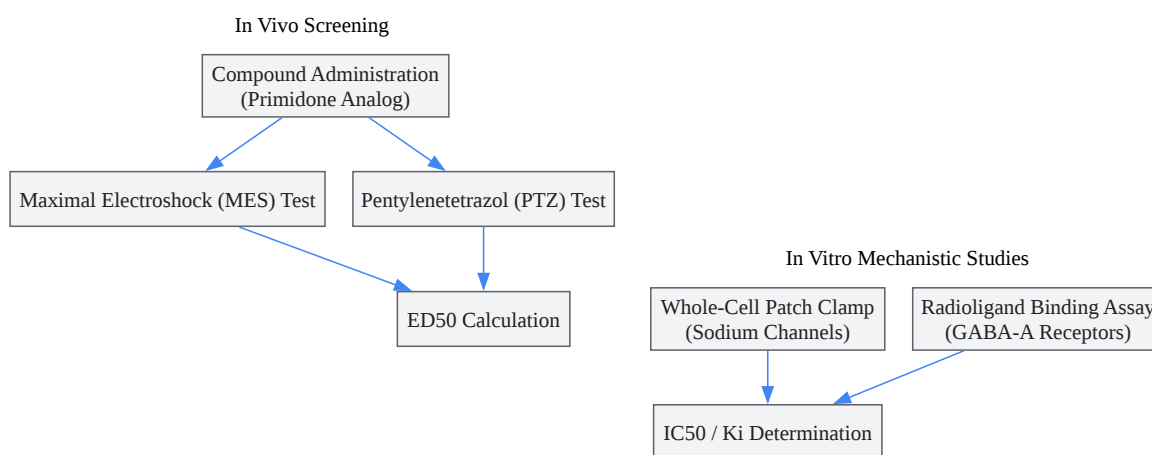 In Vivo Screening
Compound Administration
(Primidone Analog)
Maximal Electroshock (MES) Test
Pentylenetetrazol (PTZ) Test
ED50 Calculation
In Vitro Mechanistic Studies
Whole-Cell Patch Clamp
(Sodium Channels)
Radioligand Binding Assay
(GABA-A Receptors)
IC50 / Ki Determination